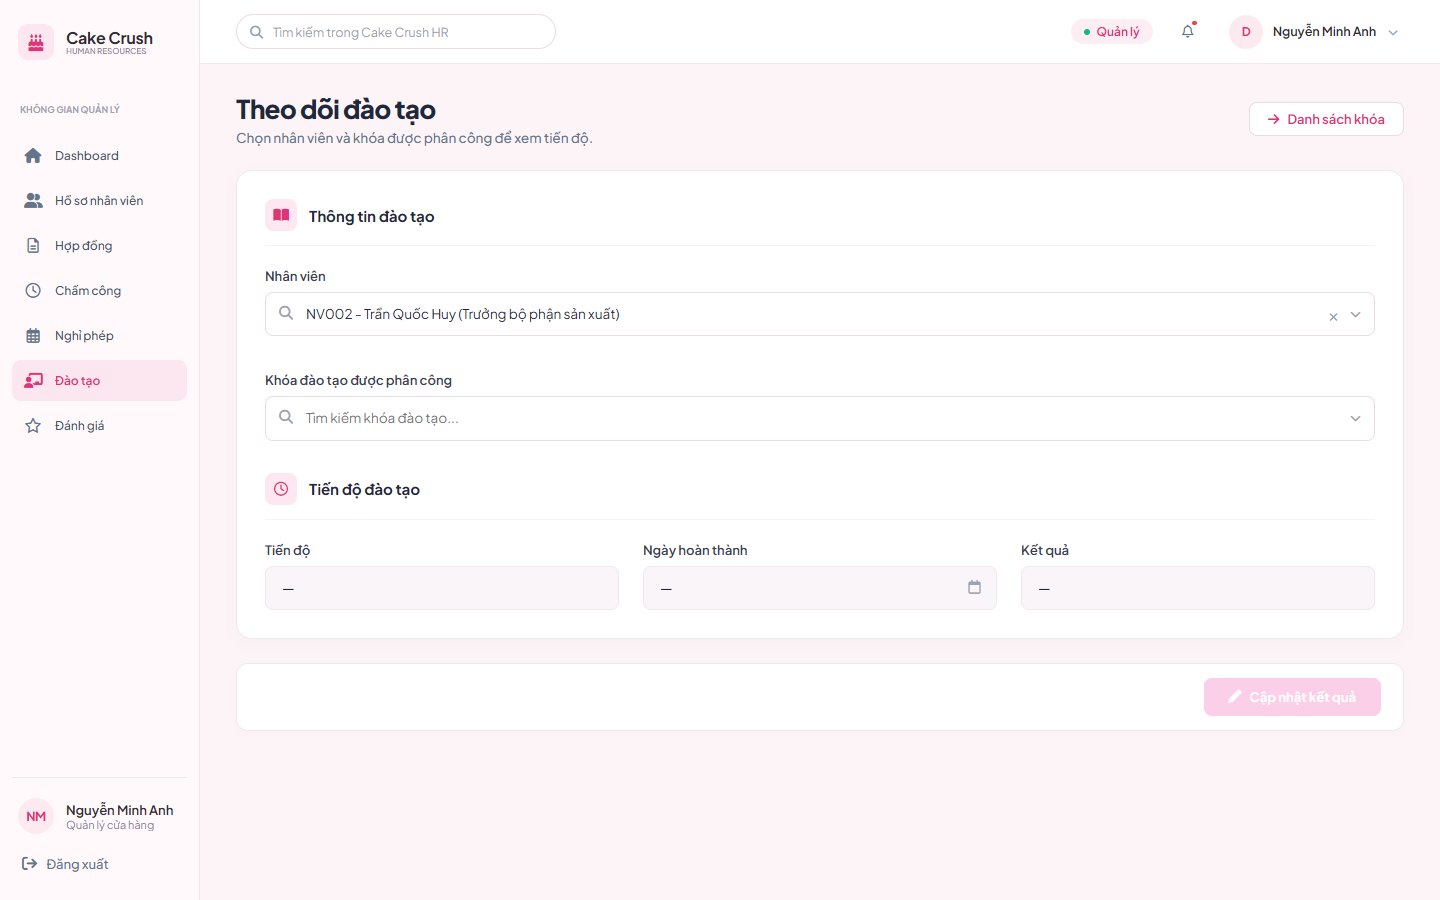 Cake Crush
HUMAN RESOURCES
KHÔNG GIAN QUẢN LÝ
Dashboard
Hồ sơ nhân viên
Hợp đồng
Chấm công
Nghỉ phép
Đào tạo
Đánh giá
NM
Nguyễn Minh Anh
Quản lý cửa hàng
Đăng xuất
Tìm kiếm trong Cake Crush HR
Quản lý
D
Nguyễn Minh Anh
Theo dõi đào tạo
Chọn nhân viên và khóa được phân công để xem tiến độ.
Danh sách khóa
Thông tin đào tạo
Nhân viên
NV002 - Trần Quốc Huy (Trưởng bộ phận sản xuất)
Khóa đào tạo được phân công
Tìm kiếm khóa đào tạo...
Tiến độ đào tạo
Tiến độ
—
Ngày hoàn thành
—
Kết quả
—
Cập nhật kết quả